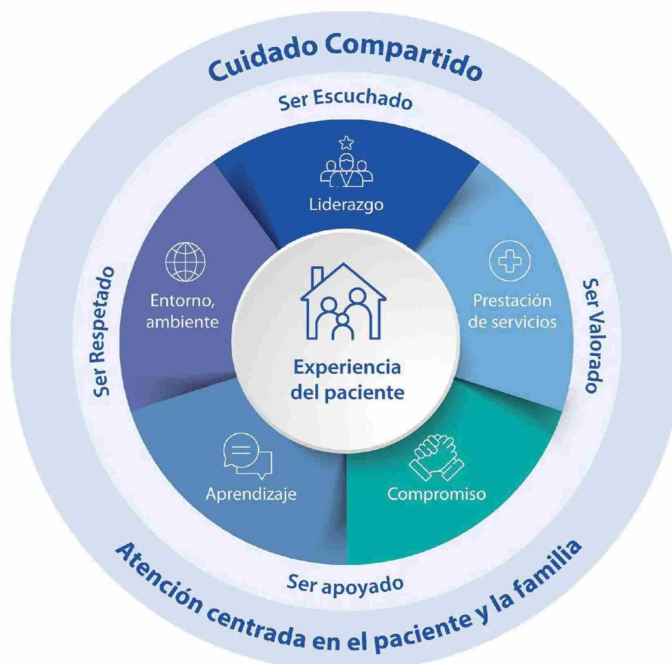 Cuidado Compartido
Ser Escuchado
Liderazgo
Entorno,
ambiente
Prestación
de servicios
Ser Respetado
Ser Valorado
Experiencia
del paciente
Aprendizaje
Compromiso
Ser apoyado
Atención centrada en el paciente y la familia